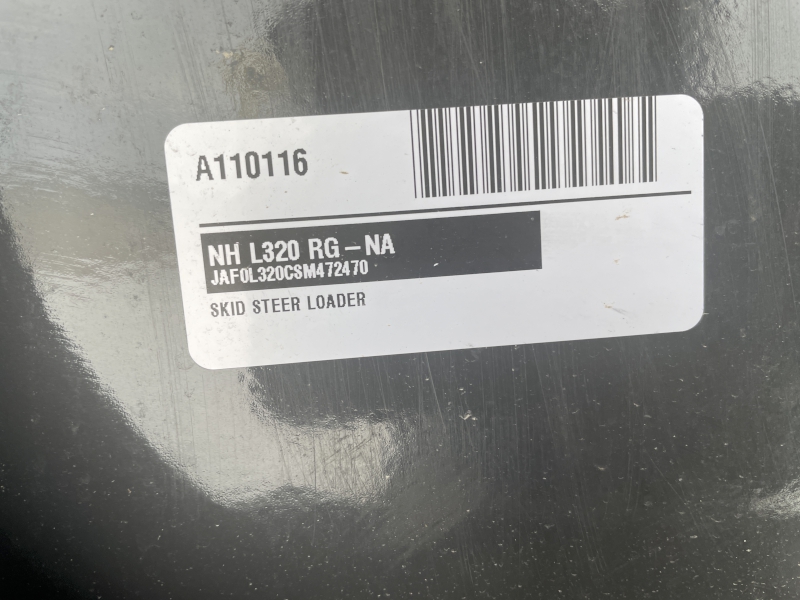 A110116
NH L320 RG-NA
JAF0L320CSM472470
SKID STEER LOADER